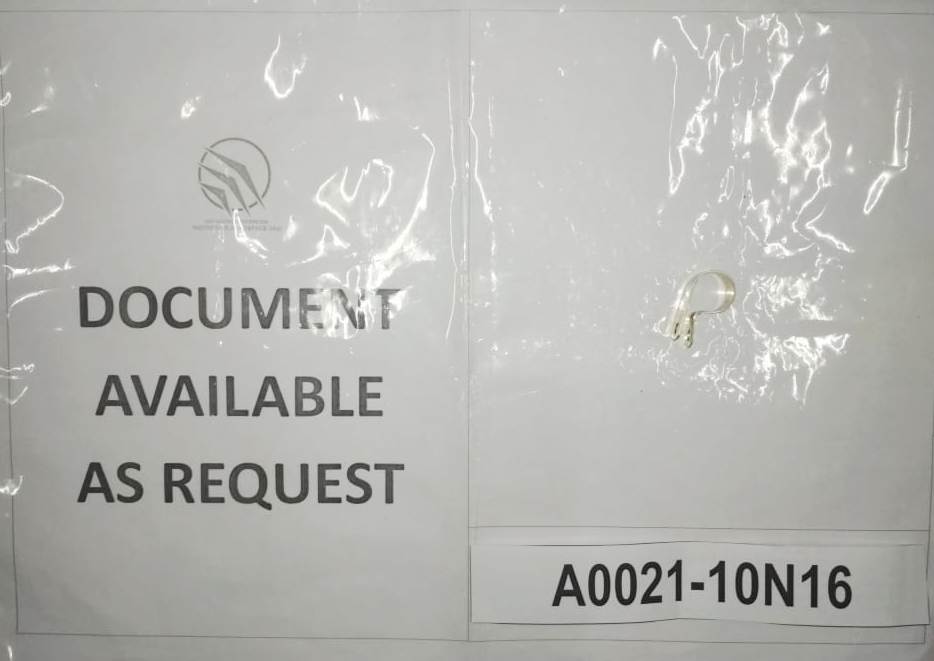 DOCUMENT
AVAILABLE
AS REQUEST
A0021-10N16